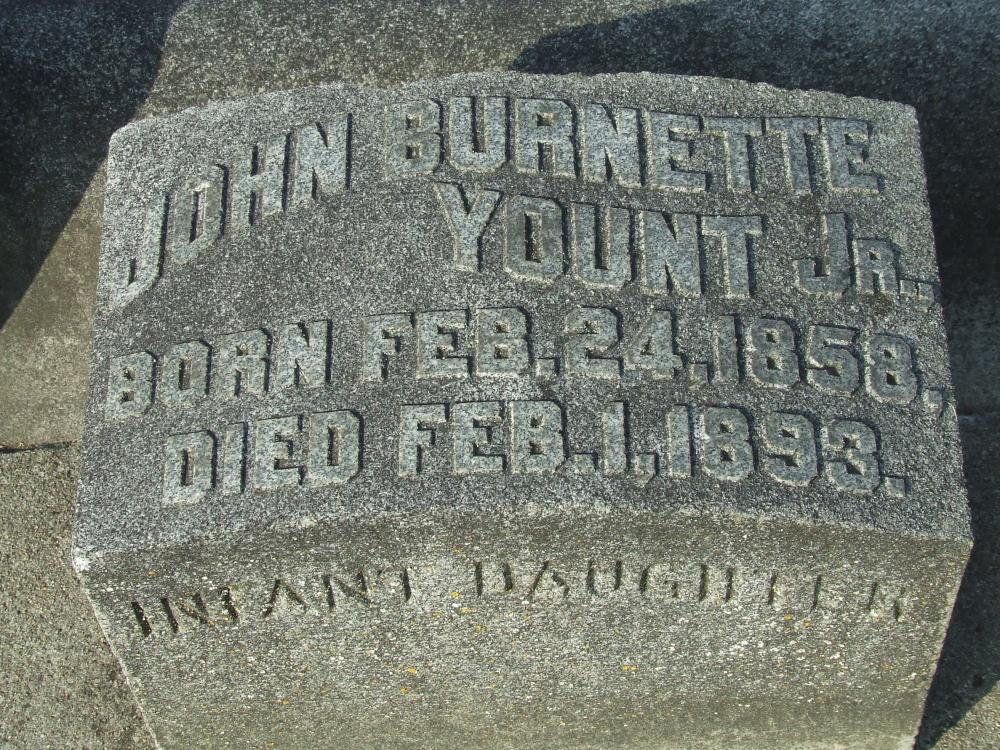 JOHN BURNETTE
YOUNT JR.,
BORN FEB. 24, 1858,
DIED FEB. 1, 1893.
INFANT DAUGHTER